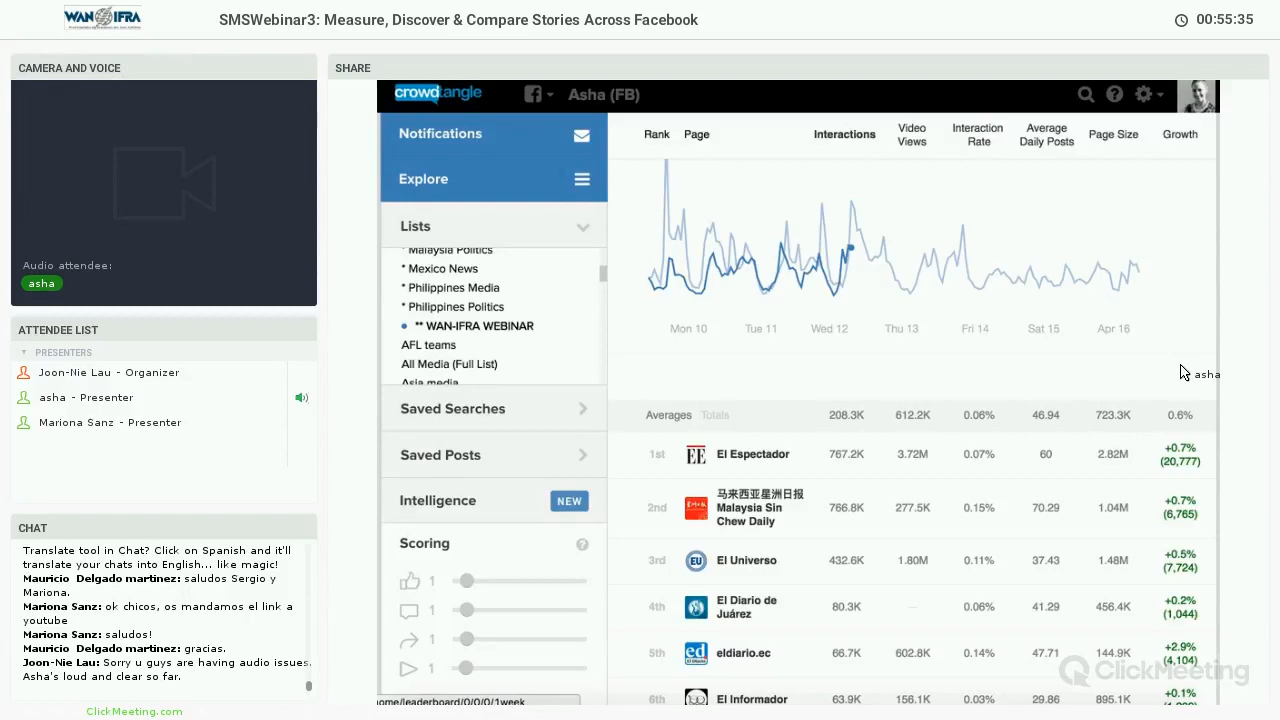 WAN IFRA
SMSWebinar3: Measure, Discover & Compare Stories Across Facebook
00:55:35
CAMERA AND VOICE
Audio attendee:
asha
ATTENDEE LIST
PRESENTERS
Joon-Nie Lau - Organizer
asha - Presenter
Mariona Sanz - Presenter
CHAT
Translate tool in Chat? Click on Spanish and it'll
translate your chats into English... like magic!
Mauricio Delgado martinez: saludos Sergio y
Mariona.
Mariona Sanz: ok chicos, os mandamos el link a
youtube
Mariona Sanz: saludos!
Mauricio Delgado martinez: gracias.
Joon-Nie Lau: Sorry u guys are having audio issues.
Asha's loud and clear so far.
ClickMeeting.com
SHARE
crowdtangle
Asha (FB)
Notifications
Explore
Lists
* Malaysia Politics
* Mexico News
* Philippines Media
* Philippines Politics
** WAN-IFRA WEBINAR
AFL teams
All Media (Full List)
Asia media
Saved Searches
Saved Posts
Intelligence NEW
Scoring
1
1
1
1
home/leaderboard/0/0/0/1week
Rank Page Interactions Video Views Interaction Rate Average Daily Posts Page Size Growth
Mon 10 Tue 11 Wed 12 Thu 13 Fri 14 Sat 15 Apr 16
asha
Averages Totals 208.3K 612.2K 0.06% 46.94 723.3K 0.6%
1st El Espectador 767.2K 3.72M 0.07% 60 2.82M +0.7% (20,777)
2nd 马来西亚星洲日报 Malaysia Sin Chew Daily 766.8K 277.5K 0.15% 70.29 1.04M +0.7% (6,765)
3rd El Universo 432.6K 1.80M 0.11% 37.43 1.48M +0.5% (7,724)
4th El Diario de Juárez 80.3K — 0.06% 41.29 456.4K +0.2% (1,044)
5th eldiario.ec 66.7K 602.8K 0.14% 47.71 144.9K +2.9% (4,104)
6th El Informador 63.9K 156.1K 0.03% 29.86 895.1K +0.1%
ClickMeeting